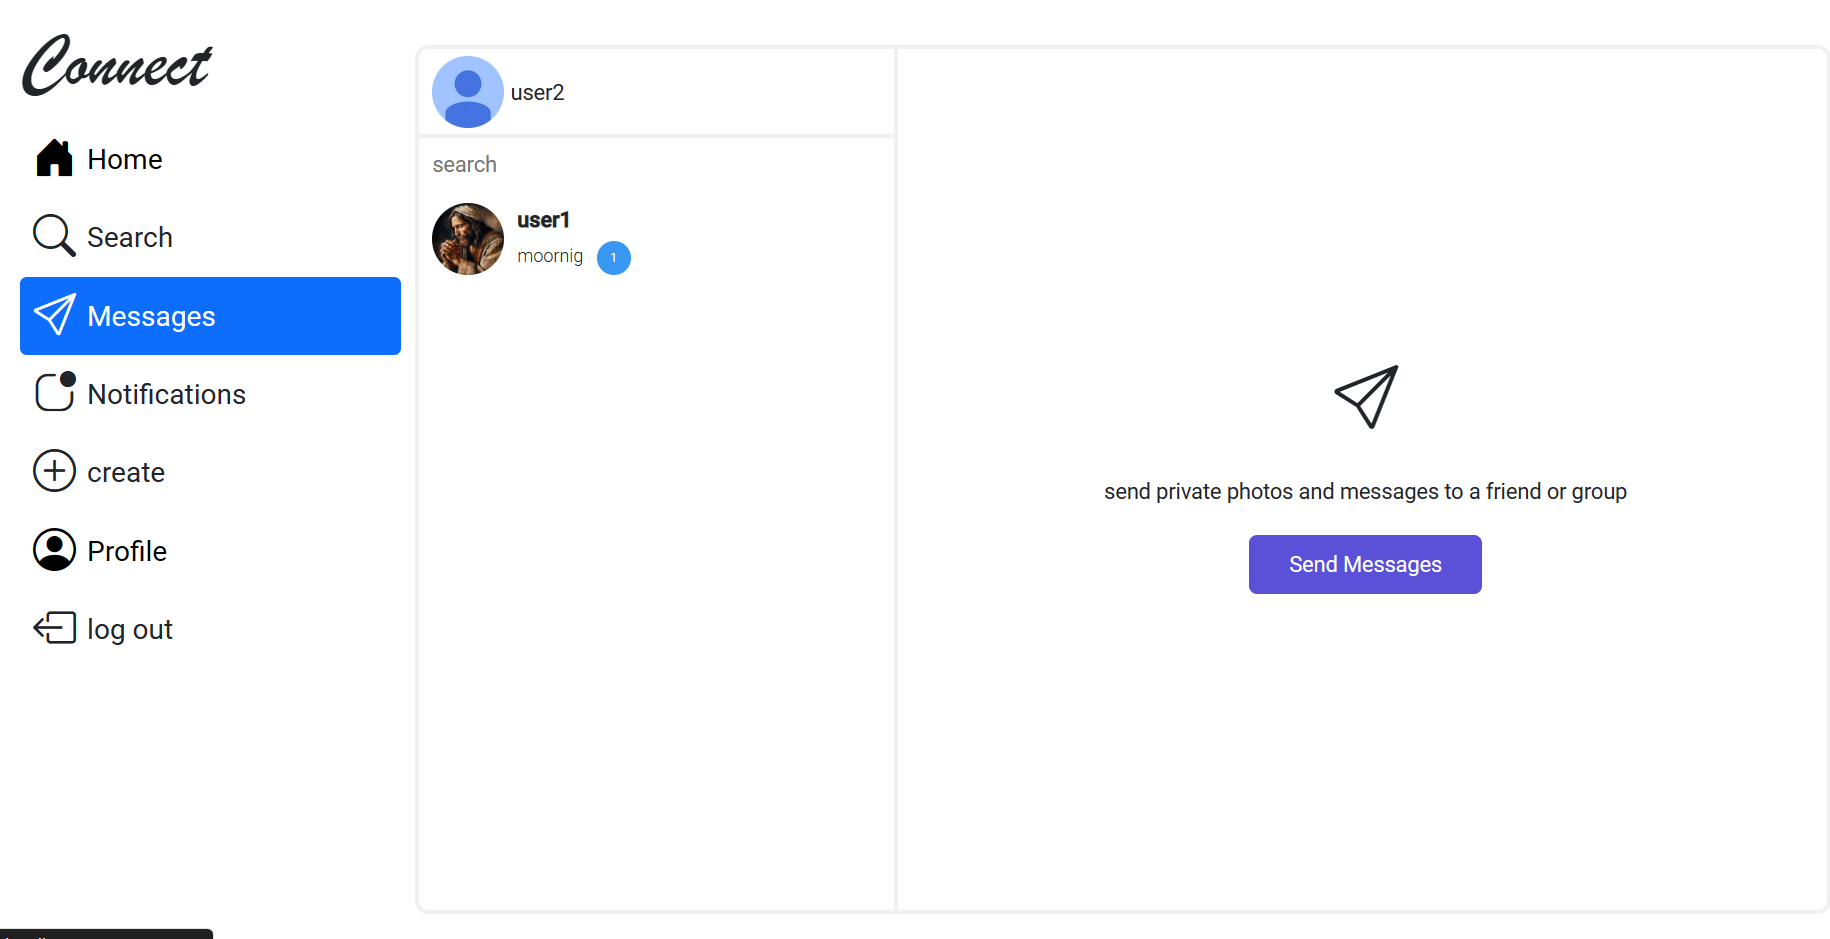 Connect
Home
Search
Messages
Notifications
create
Profile
log out
user2
search
user1
moornig 1
send private photos and messages to a friend or group
Send Messages